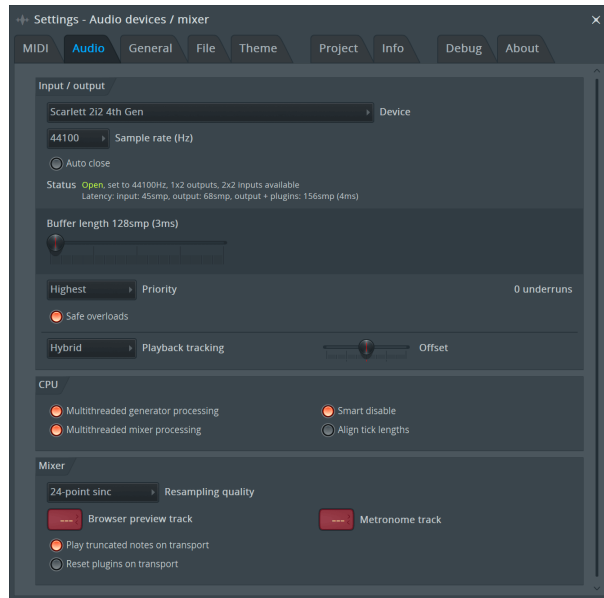 Settings - Audio devices / mixer
MIDI Audio General File Theme Project Info Debug About
Input / output
Scarlett 2i2 4th Gen Device
44100 Sample rate (Hz)
Auto close
Status Open, set to 44100Hz, 1x2 outputs, 2x2 inputs available
Latency: input: 45smp, output: 68smp, output + plugins: 156smp (4ms)
Buffer length 128smp (3ms)
Highest Priority 0 underruns
Safe overloads
Hybrid Playback tracking Offset
CPU
Multithreaded generator processing Smart disable
Multithreaded mixer processing Align tick lengths
Mixer
24-point sinc Resampling quality
--- Browser preview track --- Metronome track
Play truncated notes on transport
Reset plugins on transport